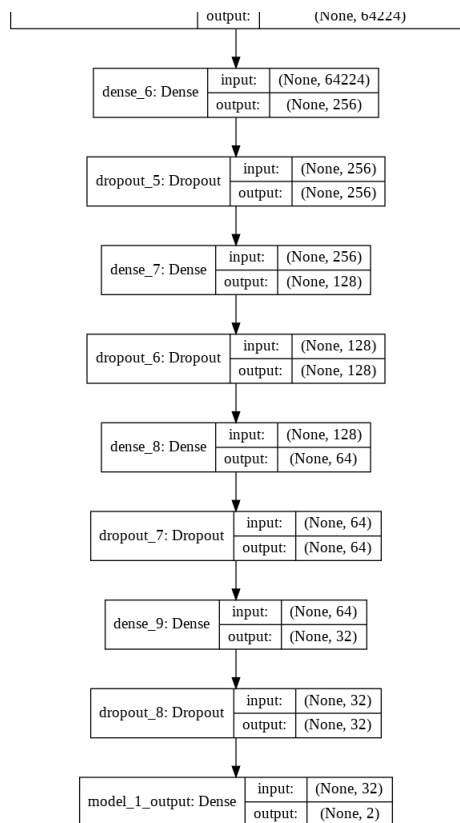 output: (None, 64224)
dense_6: Dense input: (None, 64224)
output: (None, 256)
dropout_5: Dropout input: (None, 256)
output: (None, 256)
dense_7: Dense input: (None, 256)
output: (None, 128)
dropout_6: Dropout input: (None, 128)
output: (None, 128)
dense_8: Dense input: (None, 128)
output: (None, 64)
dropout_7: Dropout input: (None, 64)
output: (None, 64)
dense_9: Dense input: (None, 64)
output: (None, 32)
dropout_8: Dropout input: (None, 32)
output: (None, 32)
model_1_output: Dense input: (None, 32)
output: (None, 2)